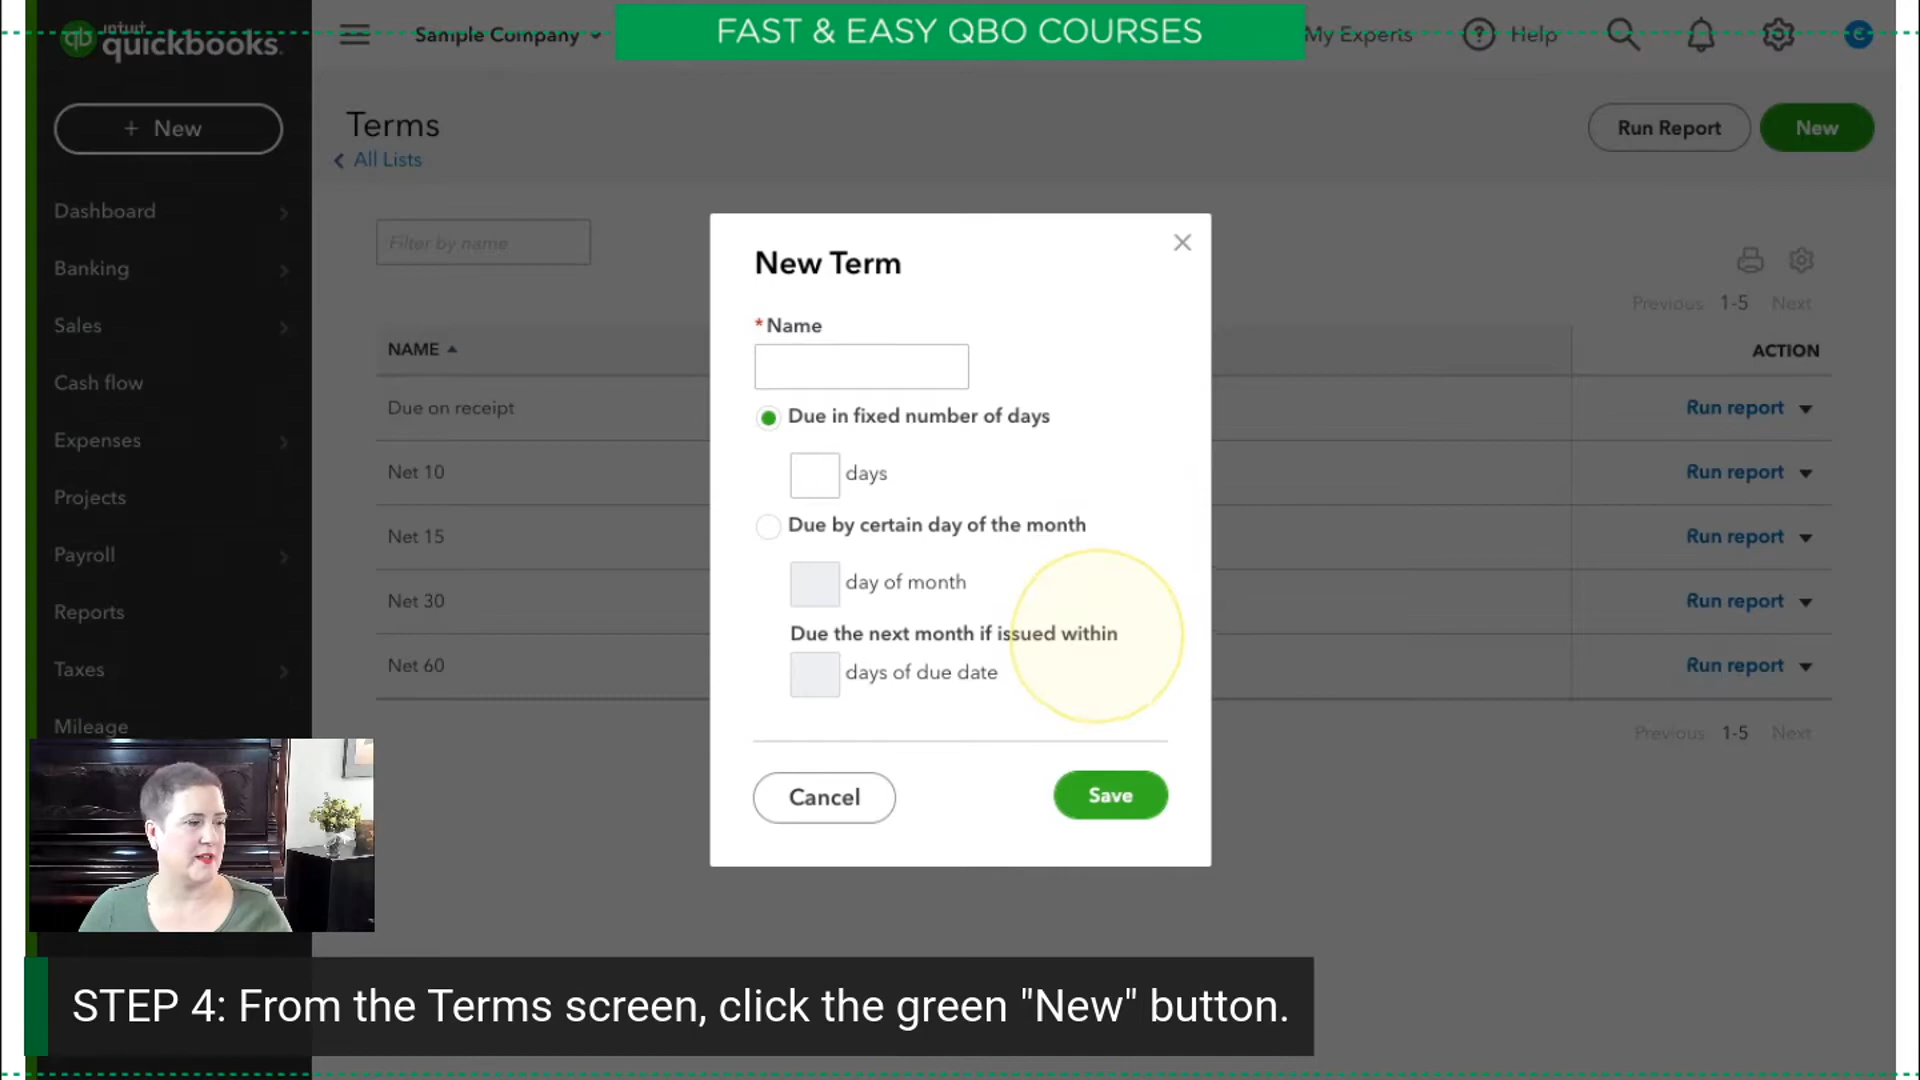 FAST & EASY QBO COURSES
intuit
qb quickbooks.
Sample Company
My Experts
Help
C
+ New
Dashboard
Banking
Sales
Cash flow
Expenses
Projects
Payroll
Reports
Taxes
Mileage
Terms
All Lists
Run Report
New
Filter by name
Previous 1-5 Next
NAME
ACTION
Due on receipt
Run report
Net 10
Run report
Net 15
Run report
Net 30
Run report
Net 60
Run report
Previous 1-5 Next
New Term
*Name
Due in fixed number of days
days
Due by certain day of the month
day of month
Due the next month if issued within
days of due date
Cancel
Save
STEP 4: From the Terms screen, click the green "New" button.